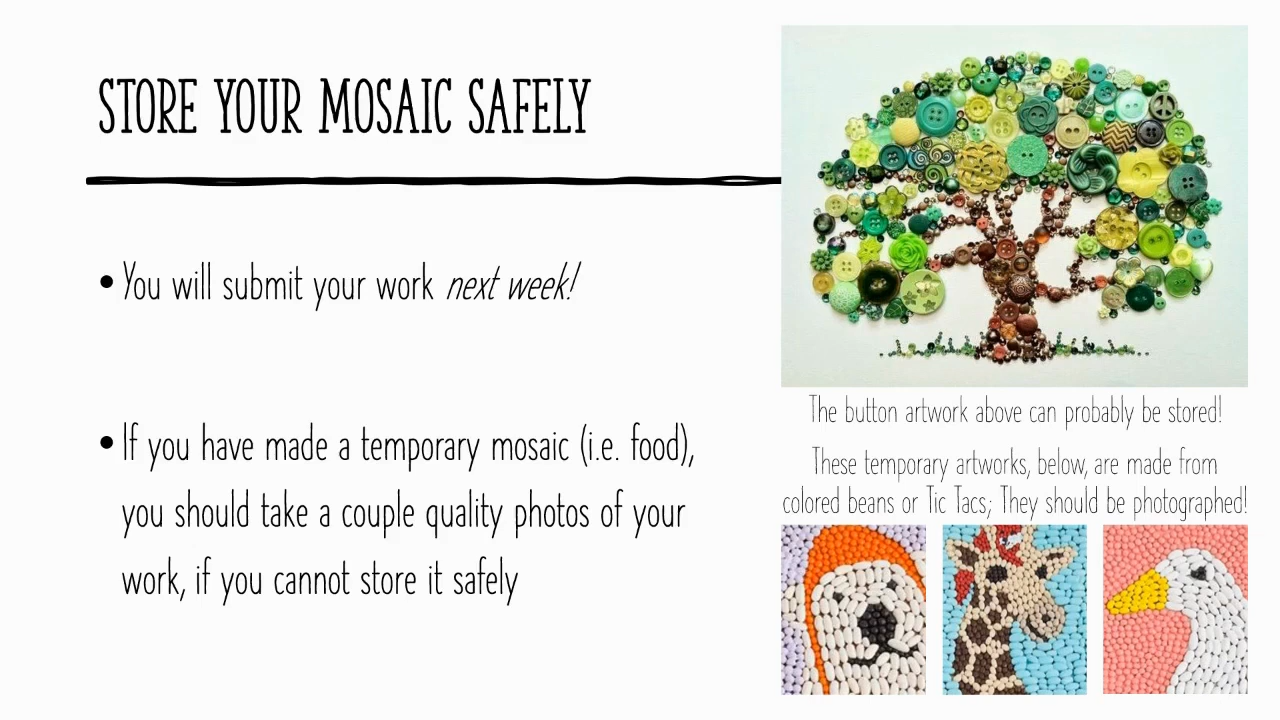 STORE YOUR MOSAIC SAFELY
• You will submit your work next week!
• If you have made a temporary mosaic (i.e. food),
you should take a couple quality photos of your
work, if you cannot store it safely
The button artwork above can probably be stored!
These temporary artworks, below, are made from
colored beans or Tic Tacs; They should be photographed!